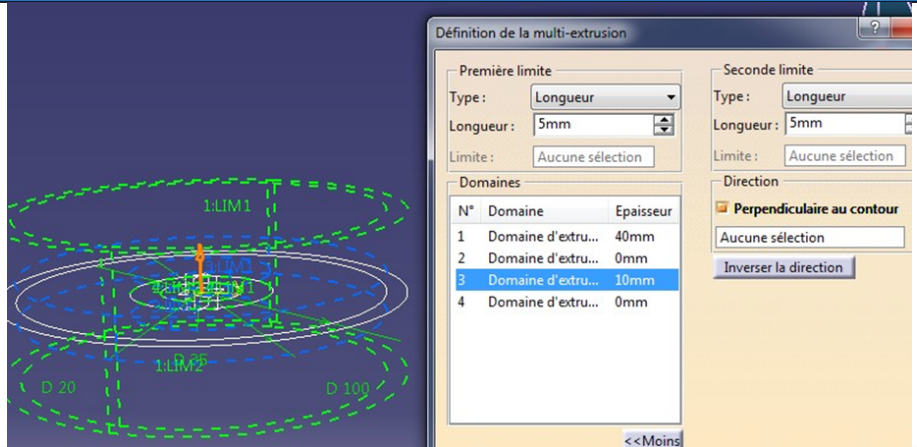 Définition de la multi-extrusion
?
Première limite
Type :
Longueur
Longueur :
5mm
Limite :
Aucune sélection
Seconde limite
Type :
Longueur
Longueur :
5mm
Limite :
Aucune sélection
Domaines
N° Domaine Epaisseur
1 Domaine d'extru... 40mm
2 Domaine d'extru... 0mm
3 Domaine d'extru... 10mm
4 Domaine d'extru... 0mm
<<Moins
Direction
Perpendiculaire au contour
Aucune sélection
Inverser la direction
1:LIM1
1:LIM2
D 35
D 20
D 100